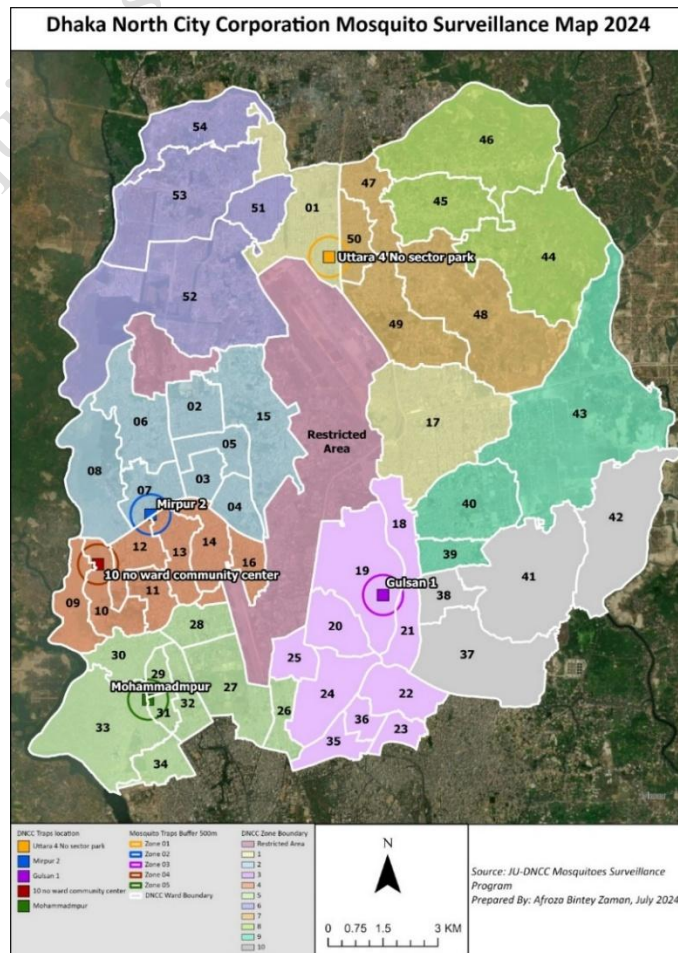 Dhaka North City Corporation Mosquito Surveillance Map 2024
54
46
47
53
51
01
45
50
Uttara 4 No sector park
44
52
49
48
02
15
06
17
43
Restricted
Area
05
08
03
07
04
Mirpur 2
40
42
18
12
14
13
39
41
19
16
10 no ward community center
Gulsan 1
09
11
38
10
20
21
28
30
25
37
29
27
Mohammadmpur
24
22
32
31
26
33
36
23
35
34
DNCC Traps location
Uttara 4 No sector park
Mirpur 2
Gulsan 1
10 no ward community center
Mohammadmpur
Mosquito Traps Buffer 500m
Zone 01
Zone 02
Zone 03
Zone 04
Zone 05
DNCC Ward Boundary
DNCC Zone Boundary
Restricted Area
1
2
3
4
5
6
7
8
9
10
N
0 0.75 1.5 3 KM
Source: JU-DNCC Mosquitoes Surveillance
Program
Prepared By: Afroza Bintey Zaman, July 2024